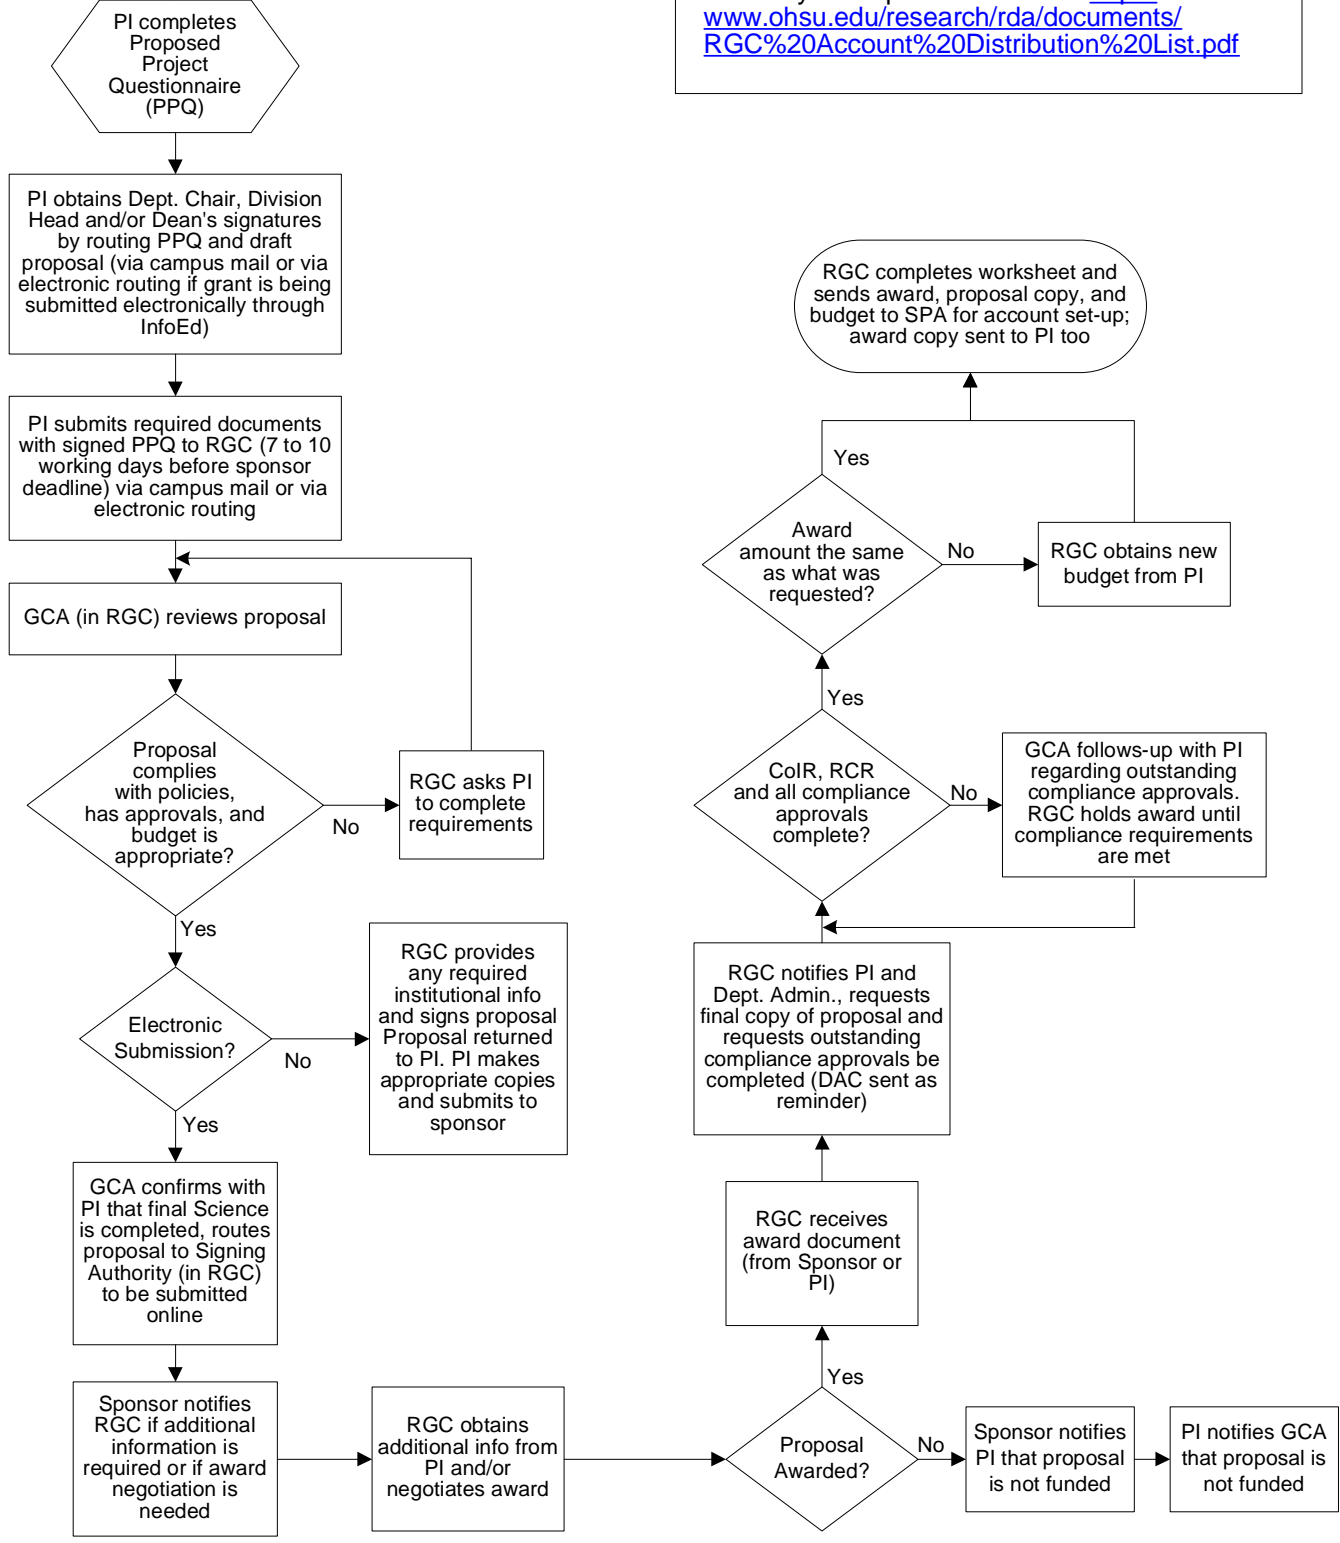 PI completes
Proposed
Project
Questionnaire
(PPQ)
www.ohsu.edu/research/rda/documents/
RGC%20Account%20Distribution%20List.pdf
PI obtains Dept. Chair, Division
Head and/or Dean's signatures
by routing PPQ and draft
proposal (via campus mail or via
electronic routing if grant is being
submitted electronically through
InfoEd)
PI submits required documents
with signed PPQ to RGC (7 to 10
working days before sponsor
deadline) via campus mail or via
electronic routing
GCA (in RGC) reviews proposal
Proposal
complies
with policies,
has approvals, and
budget is
appropriate?
No
RGC asks PI
to complete
requirements
Yes
Electronic
Submission?
No
RGC provides
any required
institutional info
and signs proposal
Proposal returned
to PI. PI makes
appropriate copies
and submits to
sponsor
Yes
GCA confirms with
PI that final Science
is completed, routes
proposal to Signing
Authority (in RGC)
to be submitted
online
Sponsor notifies
RGC if additional
information is
required or if award
negotiation is
needed
RGC obtains
additional info from
PI and/or
negotiates award
Proposal
Awarded?
No
Sponsor notifies
PI that proposal
is not funded
PI notifies GCA
that proposal is
not funded
Yes
RGC receives
award document
(from Sponsor or
PI)
RGC notifies PI and
Dept. Admin., requests
final copy of proposal and
requests outstanding
compliance approvals be
completed (DAC sent as
reminder)
CoIR, RCR
and all compliance
approvals
complete?
No
GCA follows-up with PI
regarding outstanding
compliance approvals.
RGC holds award until
compliance requirements
are met
Yes
Award
amount the same
as what was
requested?
No
RGC obtains new
budget from PI
Yes
RGC completes worksheet and
sends award, proposal copy, and
budget to SPA for account set-up;
award copy sent to PI too